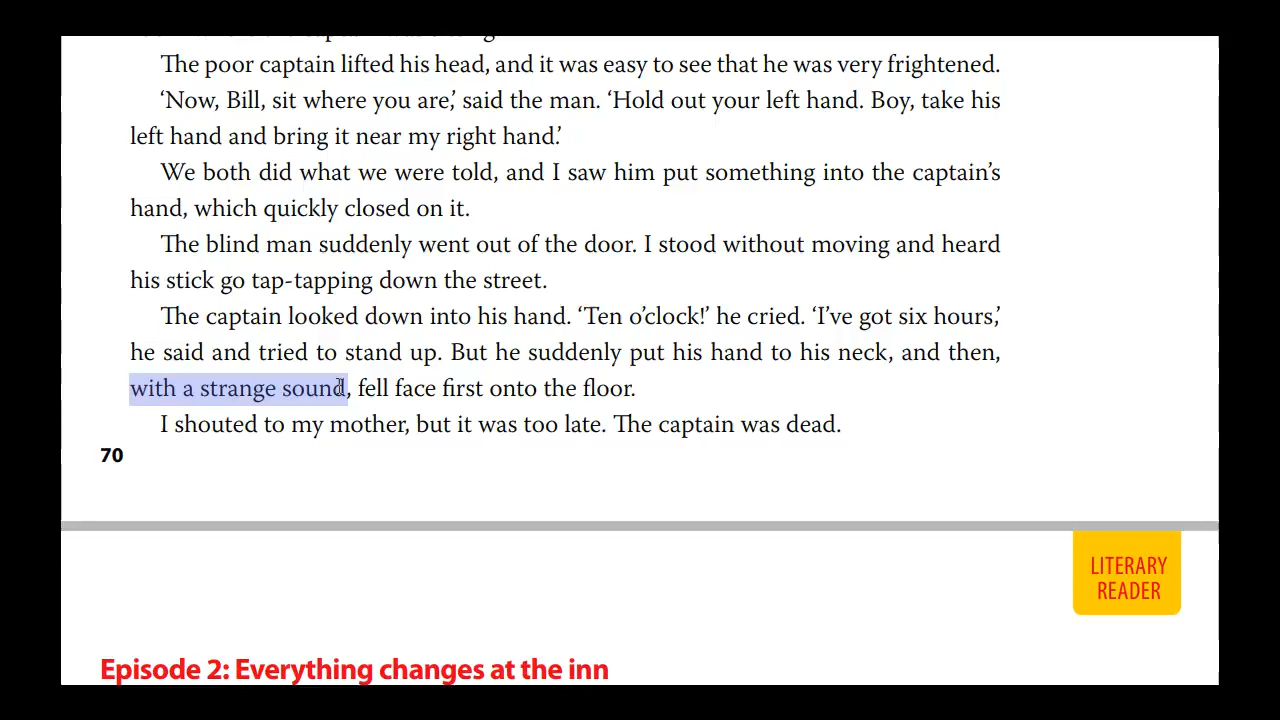 The poor captain lifted his head, and it was easy to see that he was very frightened.
‘Now, Bill, sit where you are,’ said the man. ‘Hold out your left hand. Boy, take his
left hand and bring it near my right hand.’
We both did what we were told, and I saw him put something into the captain’s
hand, which quickly closed on it.
The blind man suddenly went out of the door. I stood without moving and heard
his stick go tap-tapping down the street.
The captain looked down into his hand. ‘Ten o’clock!’ he cried. ‘I’ve got six hours,’
he said and tried to stand up. But he suddenly put his hand to his neck, and then,
with a strange sound, fell face first onto the floor.
I shouted to my mother, but it was too late. The captain was dead.
70
LITERARY
READER
Episode 2: Everything changes at the inn